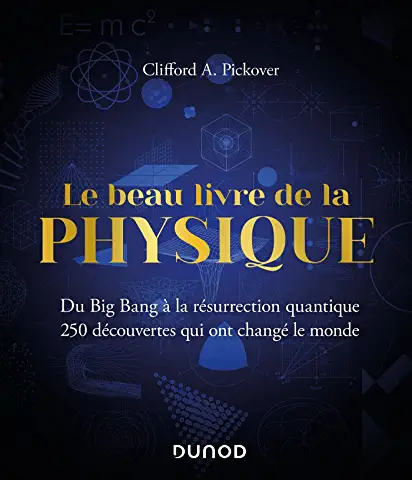 E=mc²
Clifford A. Pickover
Le beau livre de la
PHYSIQUE
Du Big Bang à la résurrection quantique
250 découvertes qui ont changé le monde
DUNOD